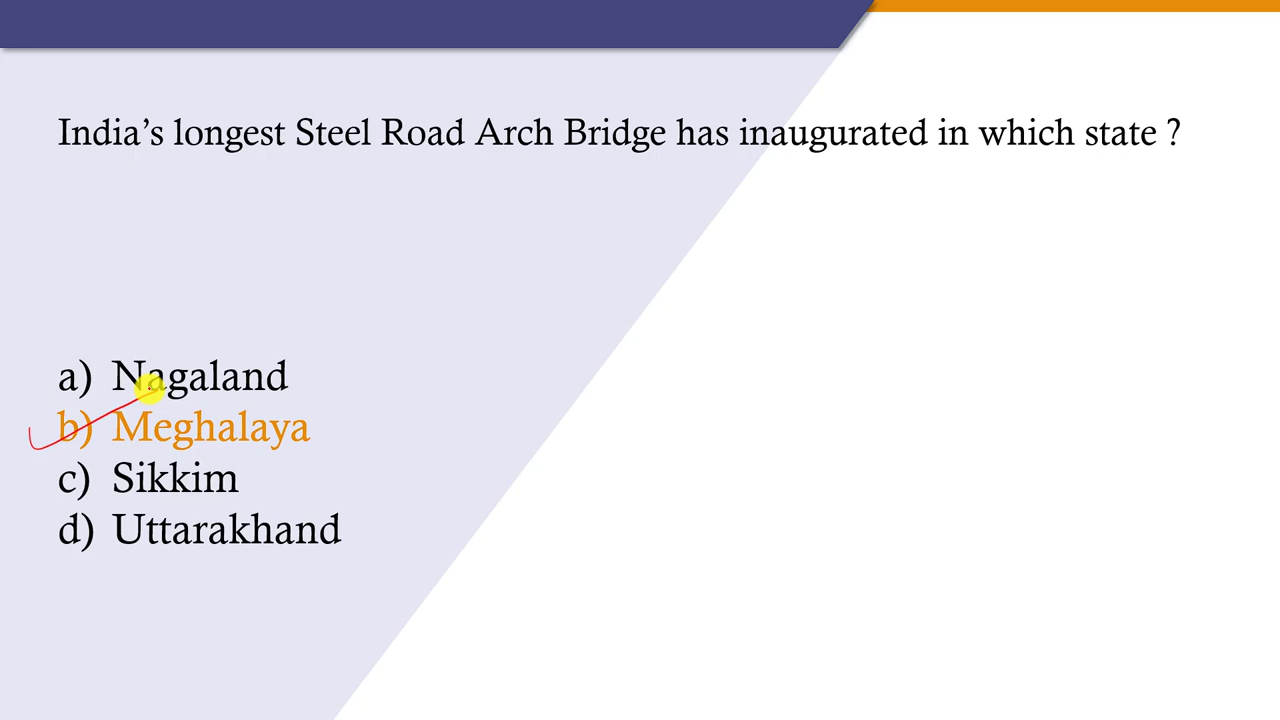 India’s longest Steel Road Arch Bridge has inaugurated in which state ?
a) Nagaland
b) Meghalaya
c) Sikkim
d) Uttarakhand